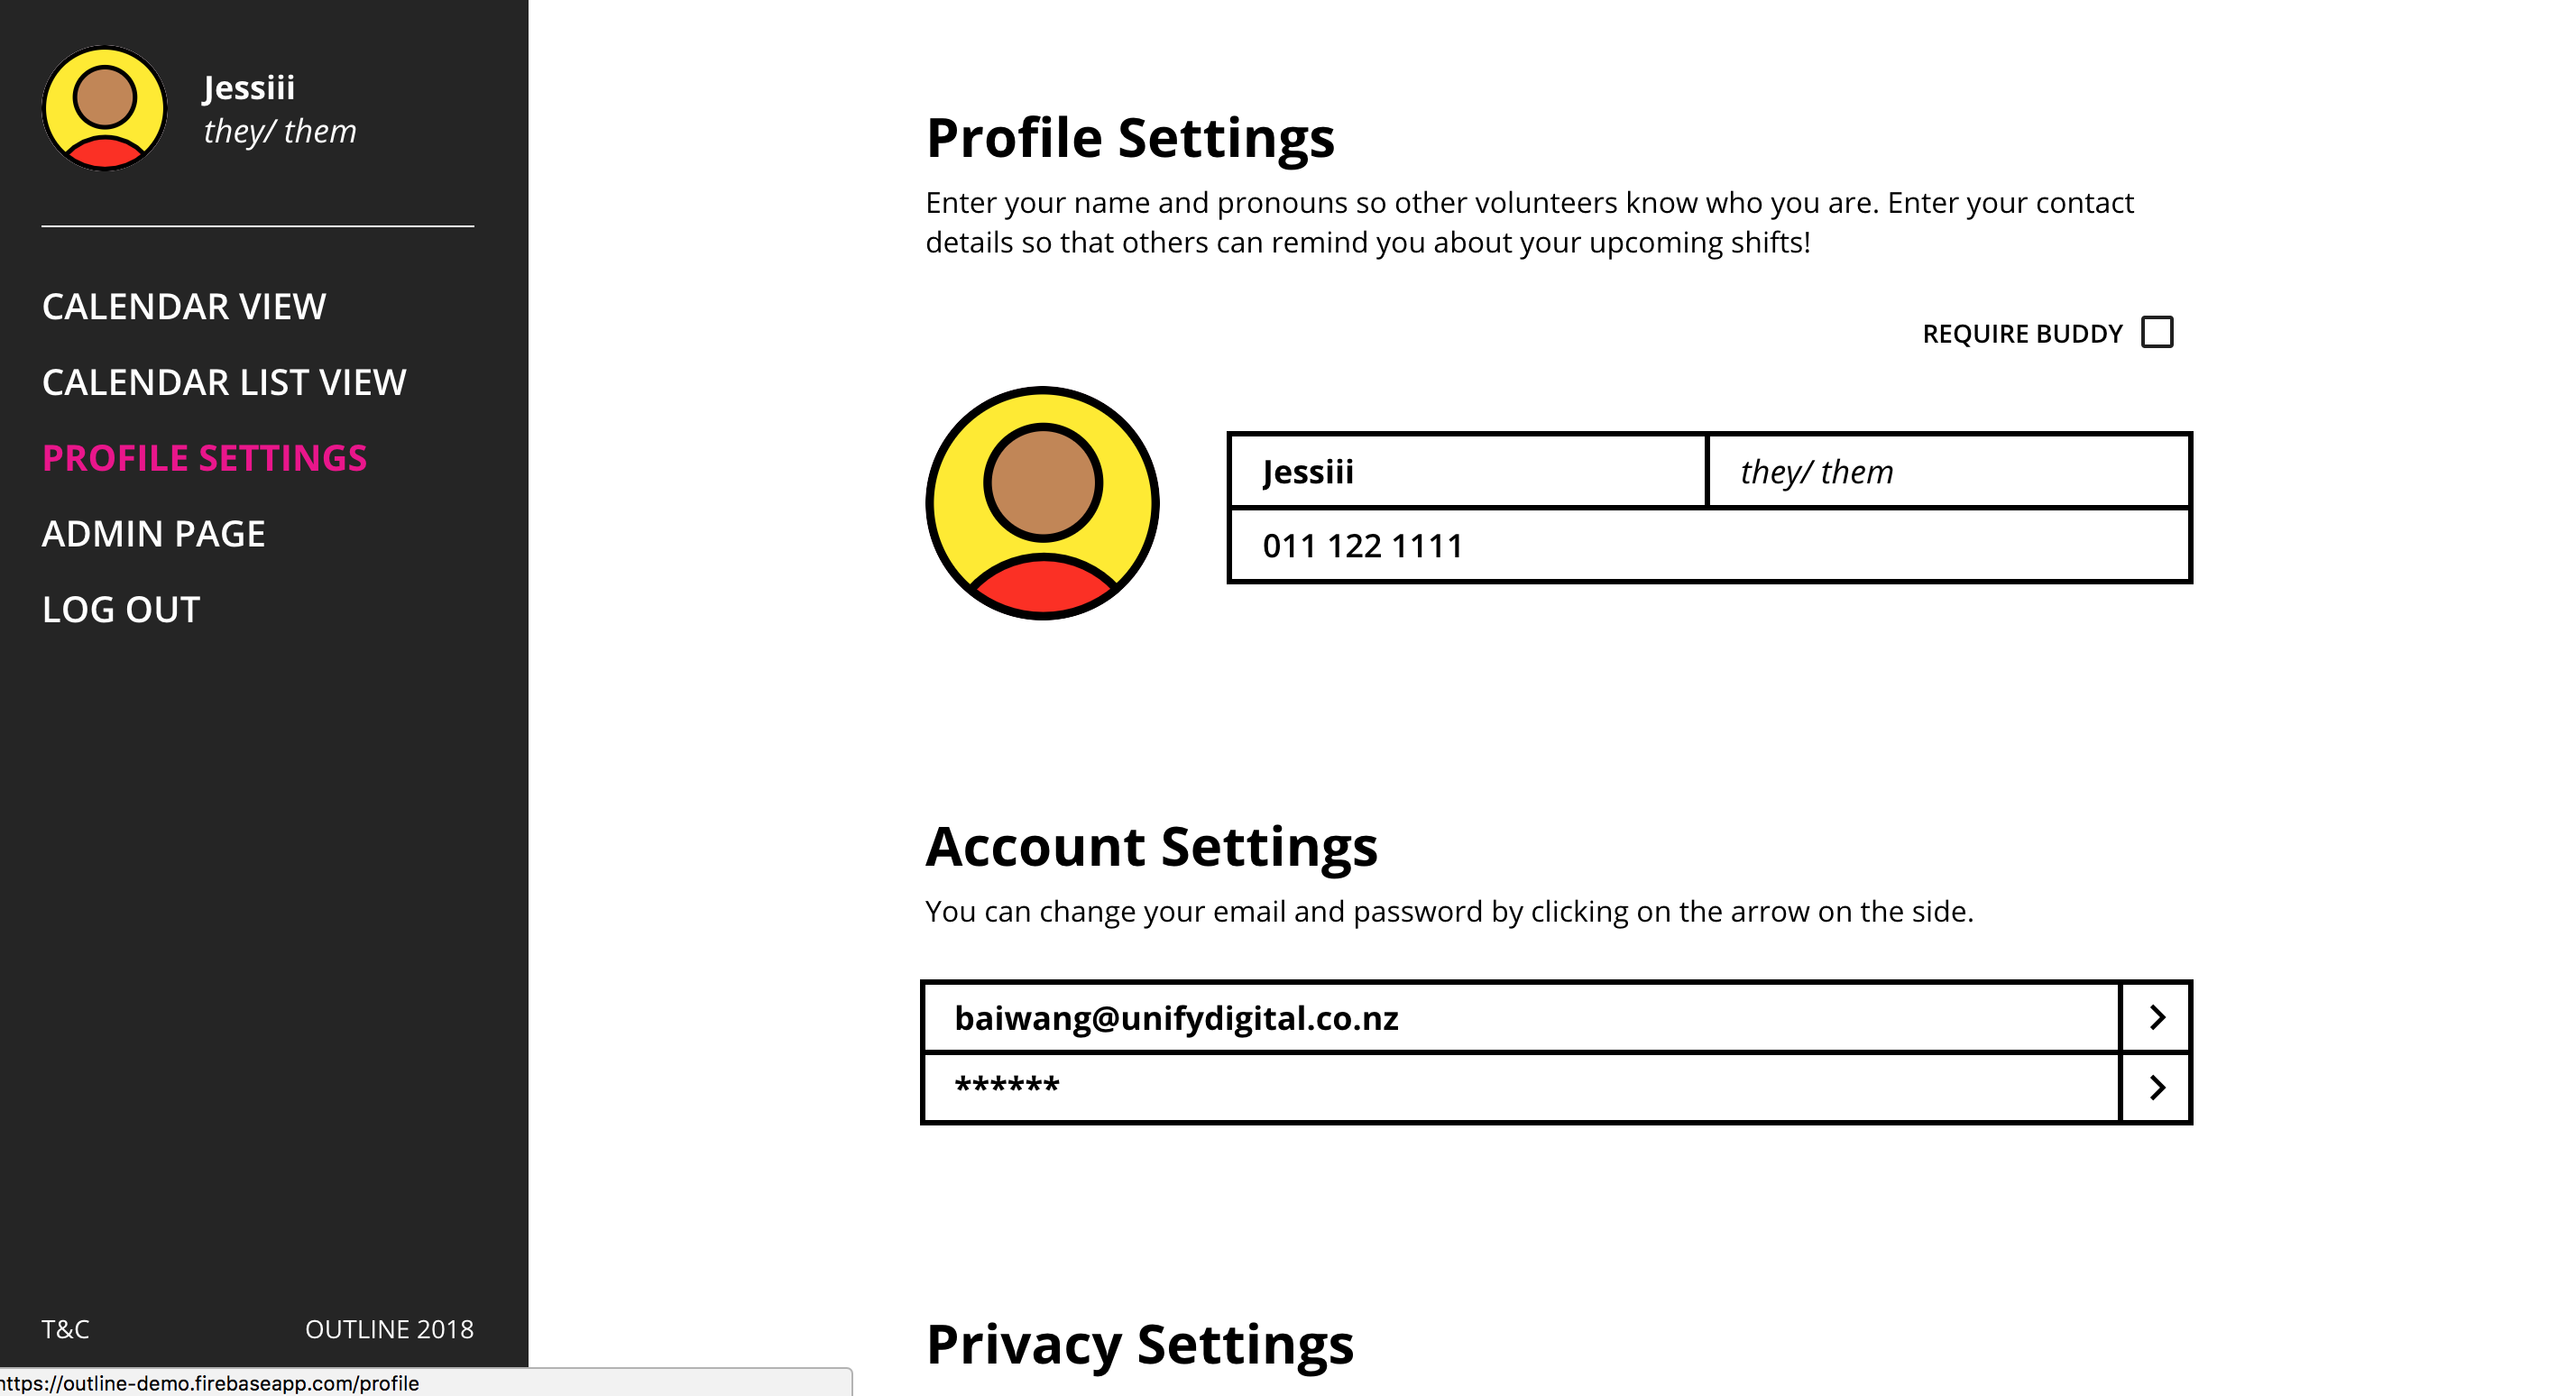 Jessiii
they/ them
CALENDAR VIEW
CALENDAR LIST VIEW
PROFILE SETTINGS
ADMIN PAGE
LOG OUT
T&C
OUTLINE 2018
Profile Settings
Enter your name and pronouns so other volunteers know who you are. Enter your contact
details so that others can remind you about your upcoming shifts!
REQUIRE BUDDY
Jessiii
they/ them
011 122 1111
Account Settings
You can change your email and password by clicking on the arrow on the side.
baiwang@unifydigital.co.nz
******
Privacy Settings
https://outline-demo.firebaseapp.com/profile